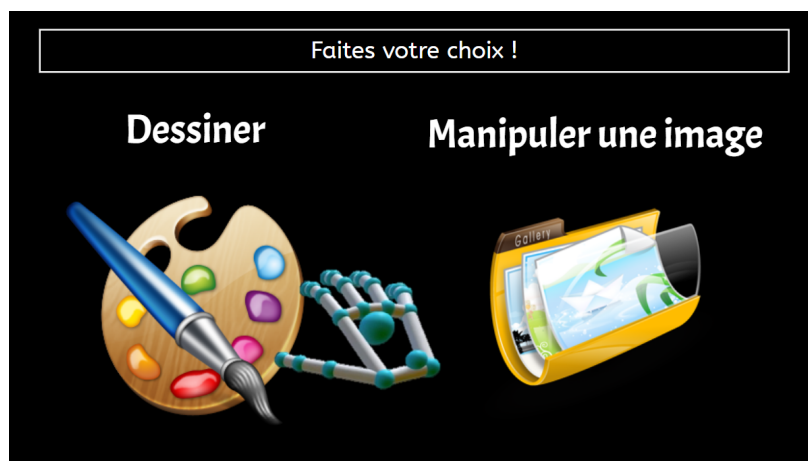 Faites votre choix !
Dessiner
Manipuler une image
Gallery